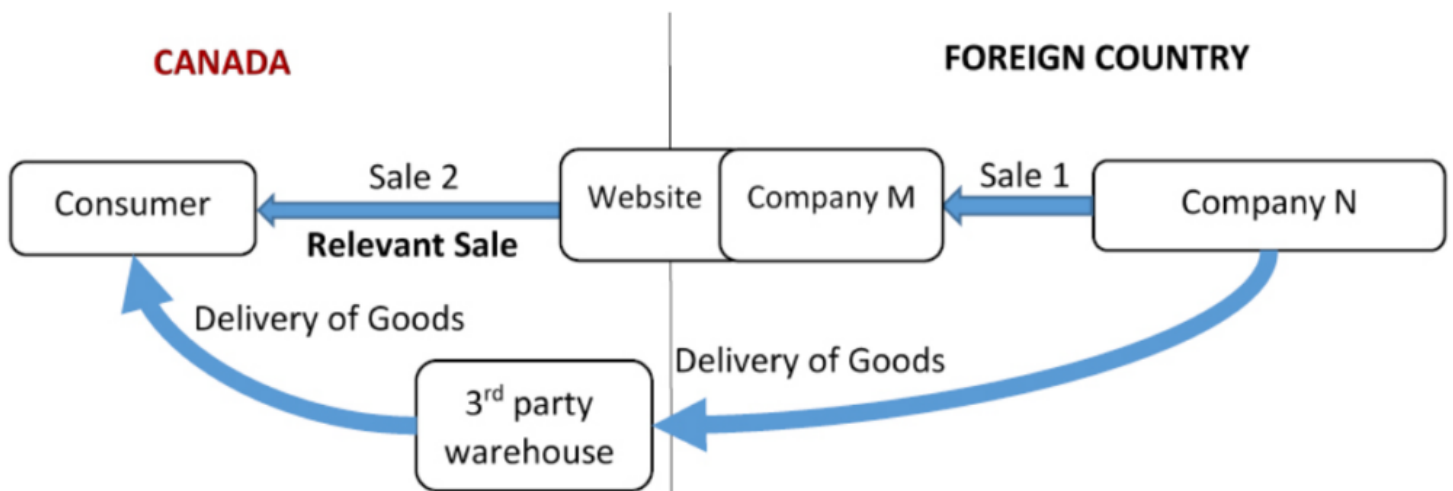 CANADA
FOREIGN COUNTRY
Consumer
Sale 2
Relevant Sale
Website
Company M
Sale 1
Company N
Delivery of Goods
Delivery of Goods
3rd party
warehouse